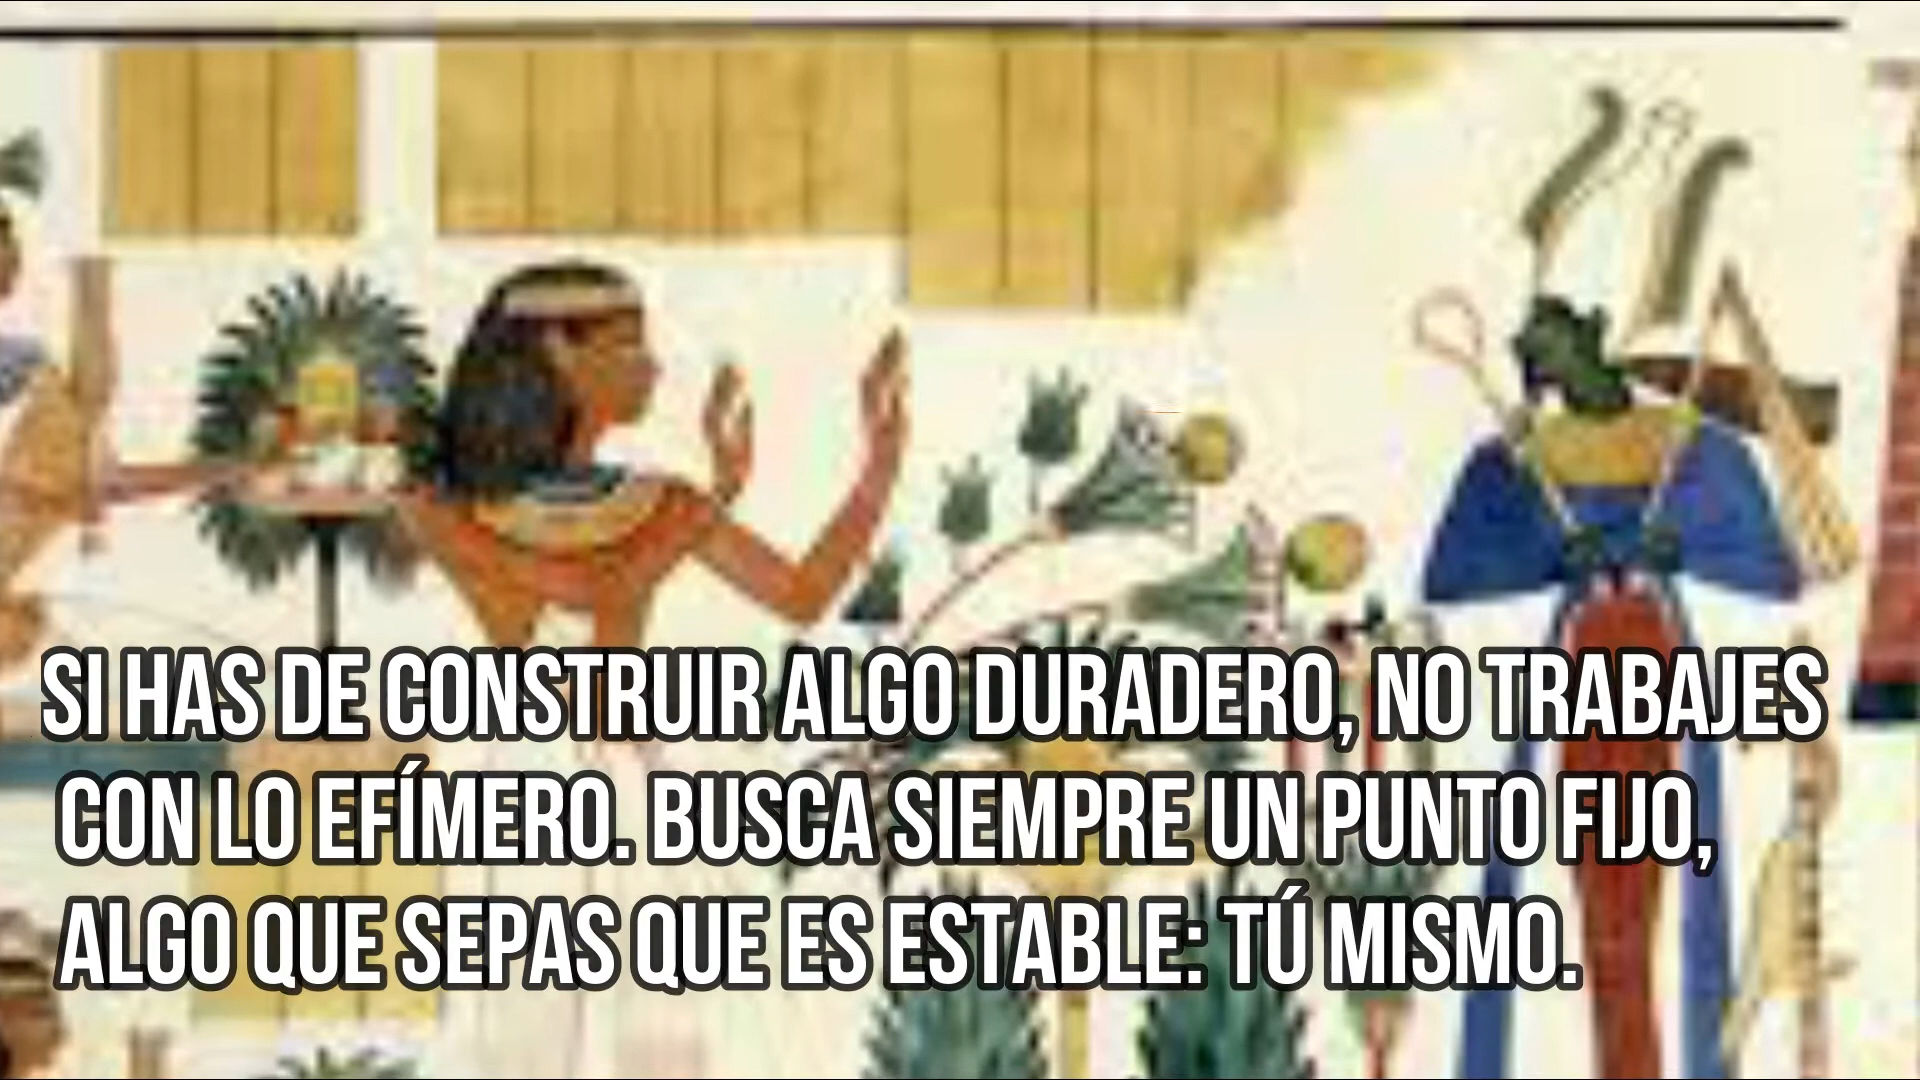 SI HAS DE CONSTRUIR ALGO DURADERO, NO TRABAJES
CON LO EFÍMERO. BUSCA SIEMPRE UN PUNTO FIJO,
ALGO QUE SEPAS QUE ES ESTABLE: TÚ MISMO.